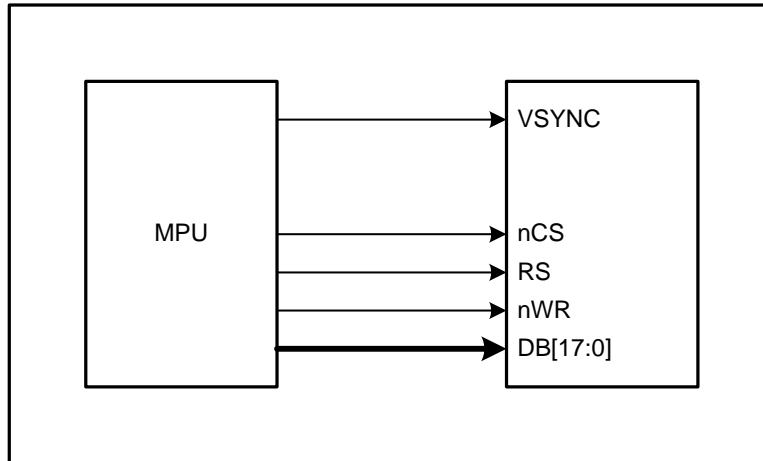 VSYNC
MPU
nCS
RS
nWR
DB[17:0]